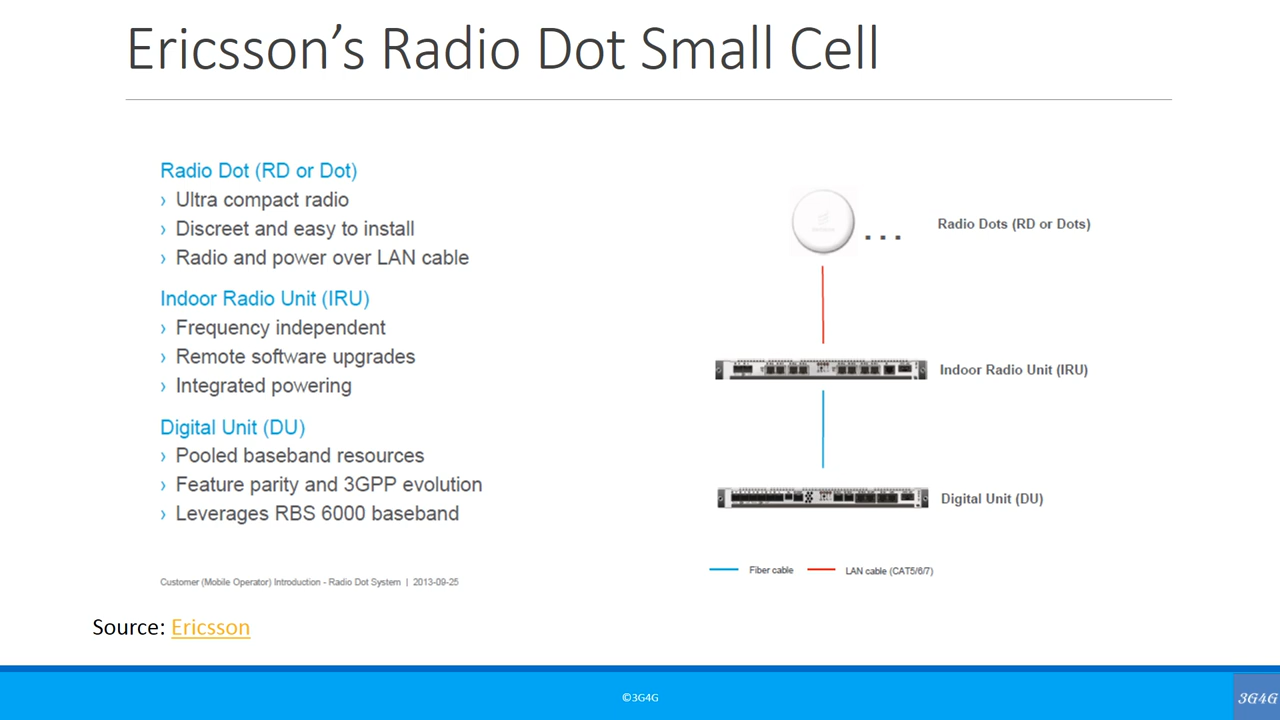 Ericsson’s Radio Dot Small Cell
Radio Dot (RD or Dot)
› Ultra compact radio
› Discreet and easy to install
› Radio and power over LAN cable
Indoor Radio Unit (IRU)
› Frequency independent
› Remote software upgrades
› Integrated powering
Digital Unit (DU)
› Pooled baseband resources
› Feature parity and 3GPP evolution
› Leverages RBS 6000 baseband
Customer (Mobile Operator) Introduction - Radio Dot System | 2013-09-25
. . .
Radio Dots (RD or Dots)
Indoor Radio Unit (IRU)
Digital Unit (DU)
Fiber cable
LAN cable (CAT5/6/7)
Source: Ericsson
©3G4G
3G4G